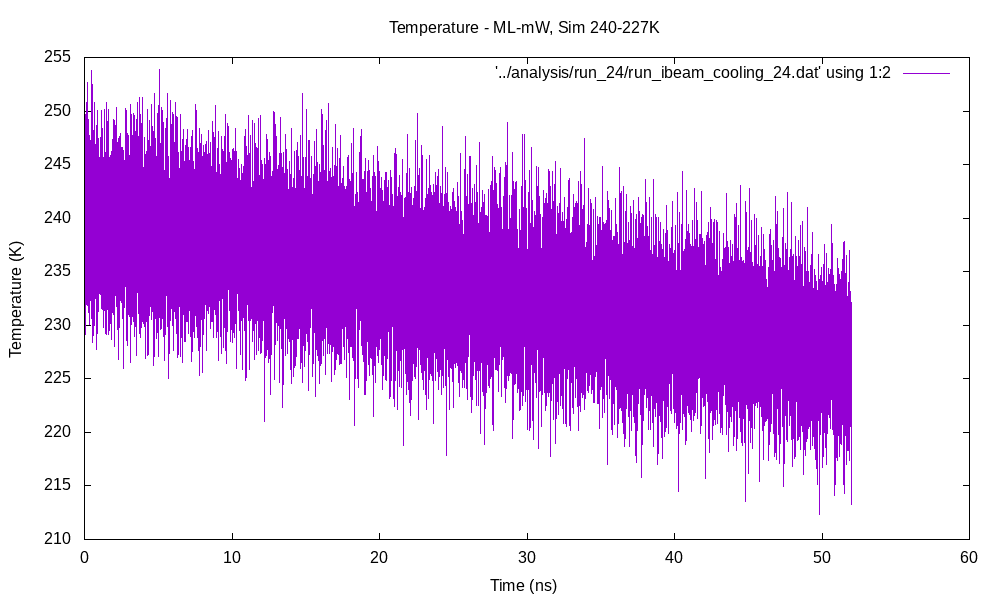 Temperature - ML-mW, Sim 240-227K
'../analysis/run_24/run_ibeam_cooling_24.dat' using 1:2
255
250
245
240
235
230
225
220
215
210
Temperature (K)
0 10 20 30 40 50 60
Time (ns)